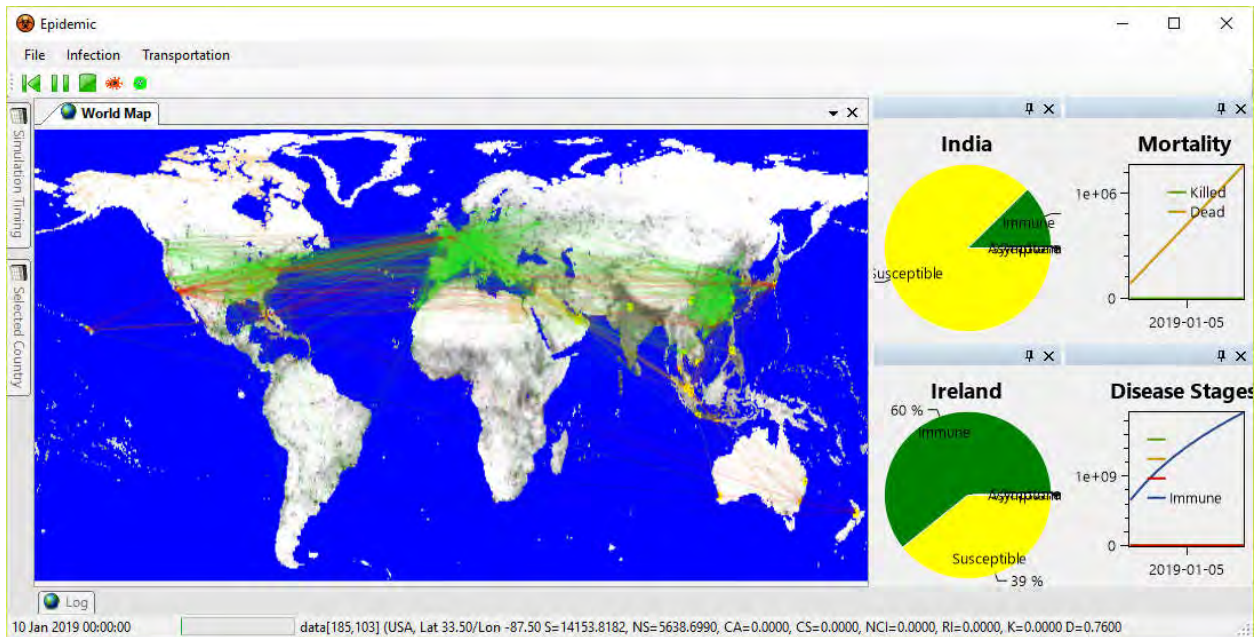 Epidemic
File Infection Transportation
World Map
Simulation Timing
Selected Country
India
Immune
Susceptible
Mortality
1e+06
Killed
Dead
0
2019-01-05
Ireland
60 %
Immune
Susceptible
39 %
Disease Stages
1e+09
Immune
0
2019-01-05
Log
10 Jan 2019 00:00:00
data[185,103] (USA, Lat 33.50/Lon -87.50 S=14153.8182, NS=5638.6990, CA=0.0000, CS=0.0000, NCI=0.0000, RI=0.0000, K=0.0000 D=0.7600